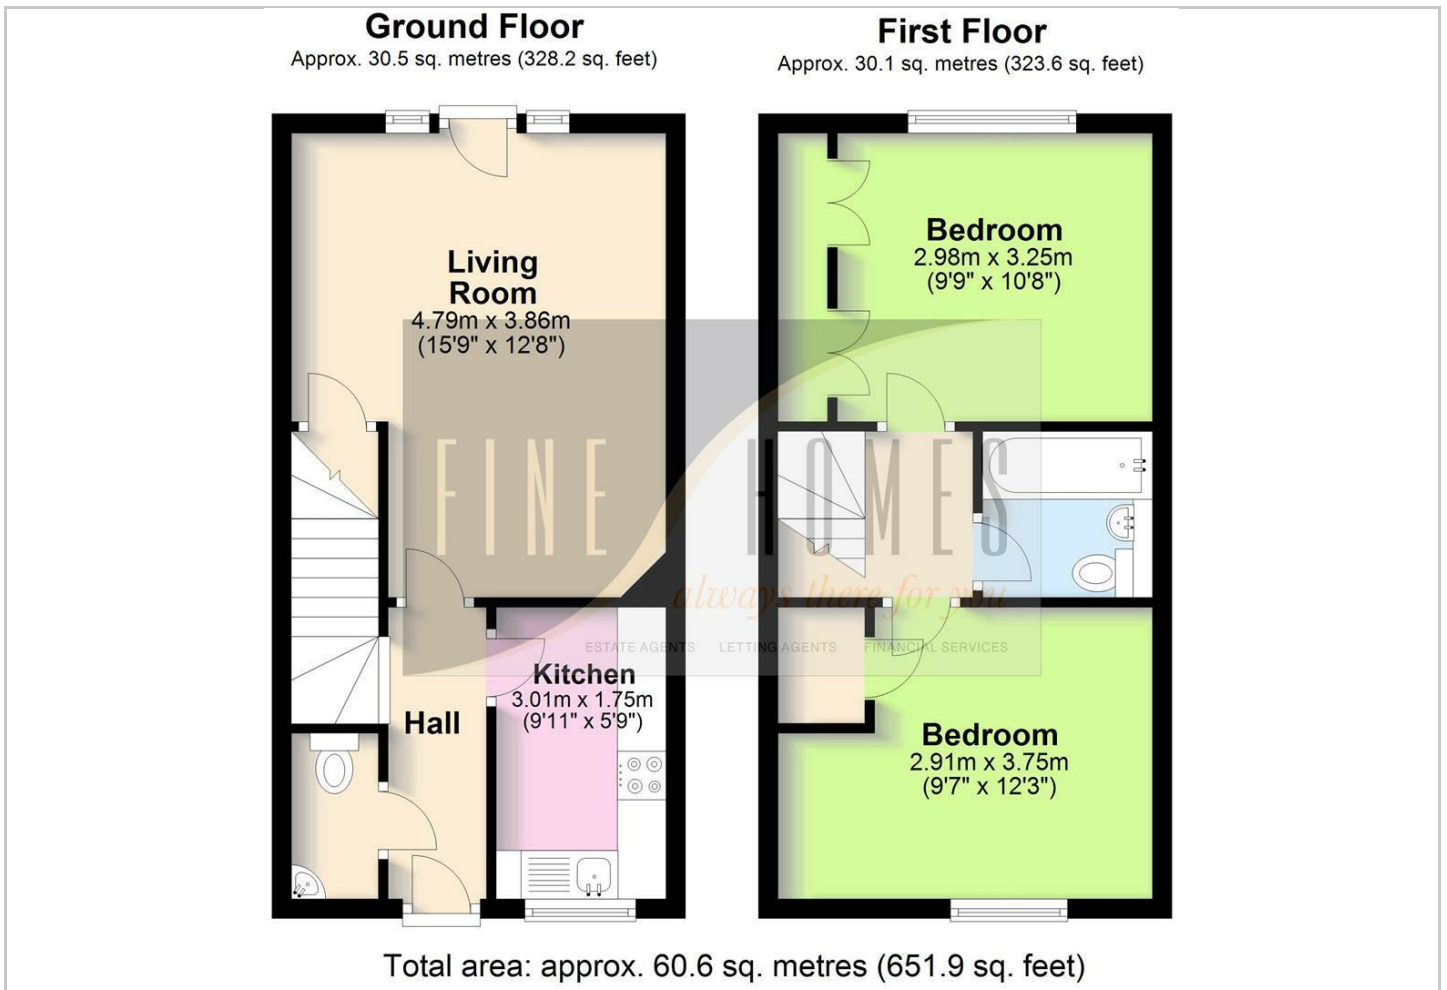 Ground Floor
Approx. 30.5 sq. metres (328.2 sq. feet)
Living
Room
4.79m x 3.86m
(15'9" x 12'8")
Kitchen
3.01m x 1.75m
(9'11" x 5'9")
Hall
First Floor
Approx. 30.1 sq. metres (323.6 sq. feet)
Bedroom
2.98m x 3.25m
(9'9" x 10'8")
Bedroom
2.91m x 3.75m
(9'7" x 12'3")
FINE HOMES
always there for you
ESTATE AGENTS LETTING AGENTS FINANCIAL SERVICES
Total area: approx. 60.6 sq. metres (651.9 sq. feet)